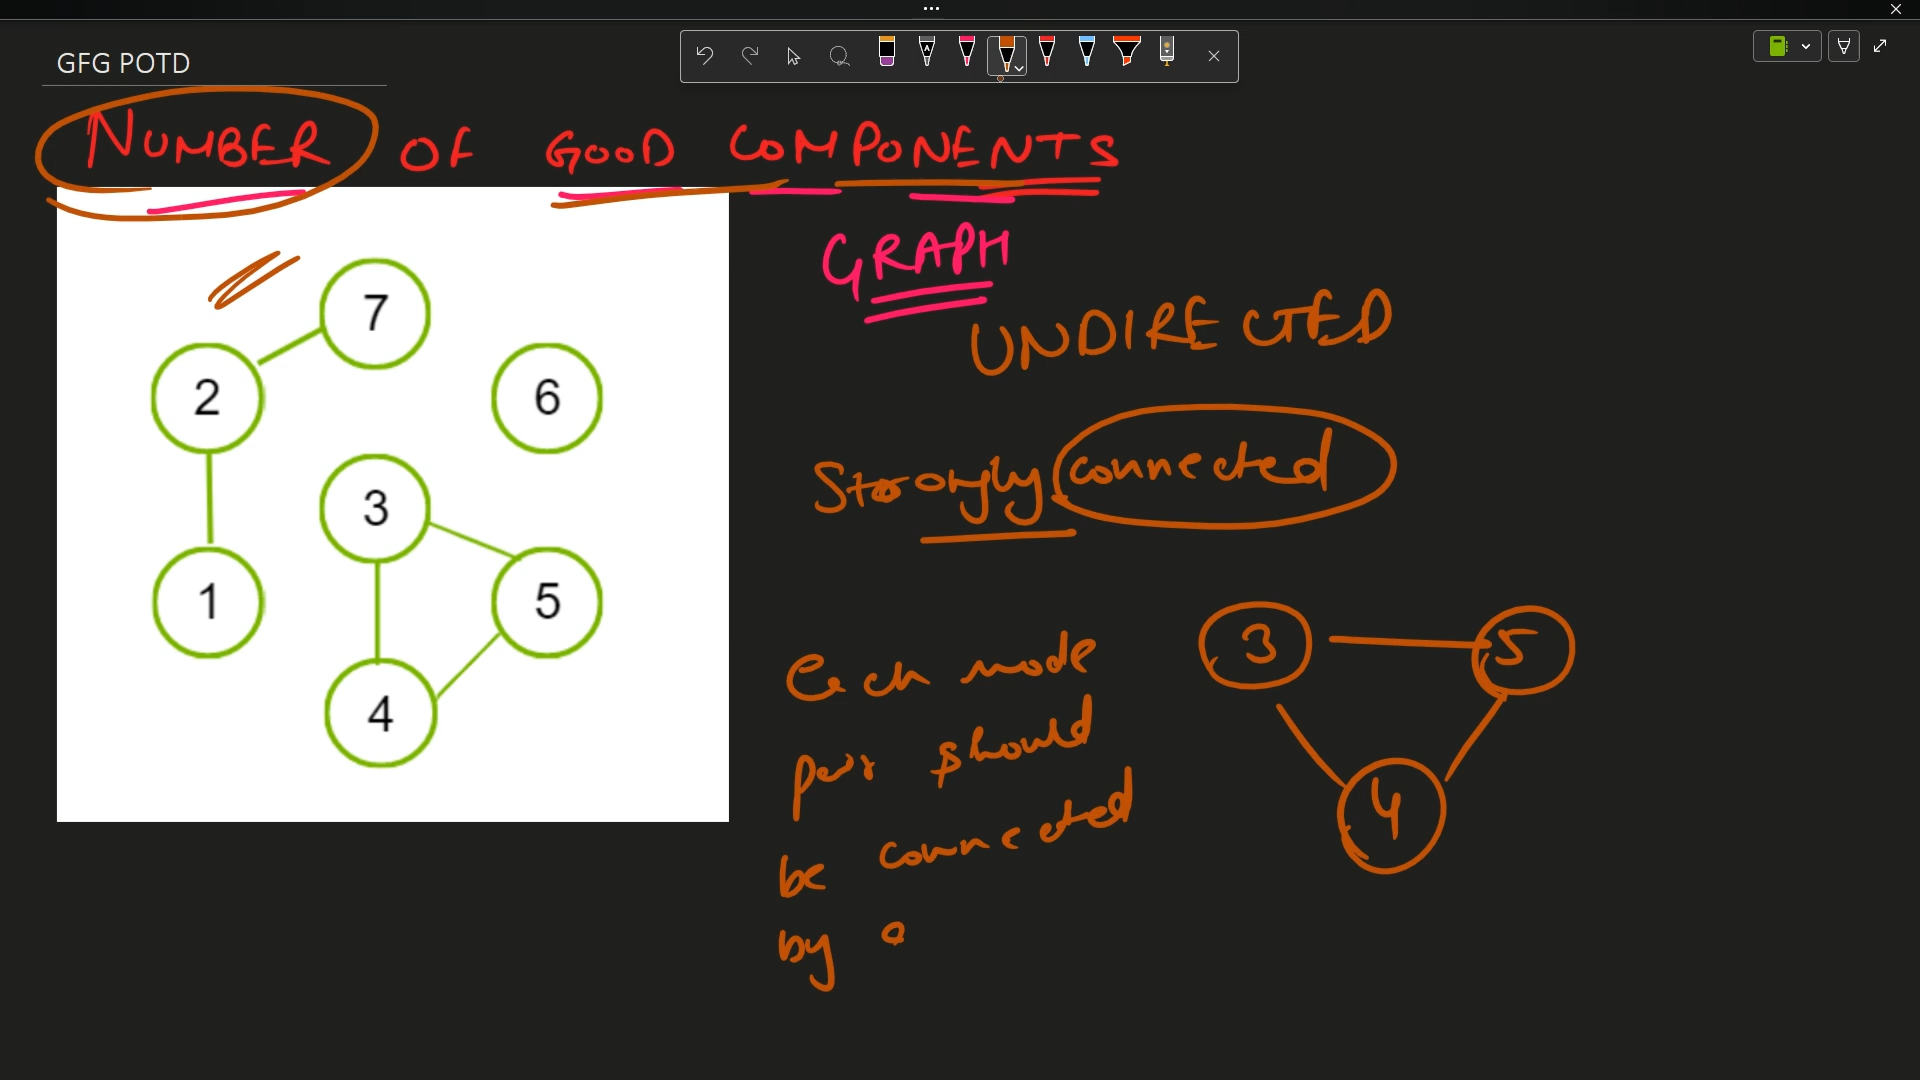 GFG POTD
NUMBER OF GOOD COMPONENTS
GRAPH
UNDIRECTED
Strongly connected
7
2
6
3
5
1
4
3
5
4
Each node
pair should
be connected
by a